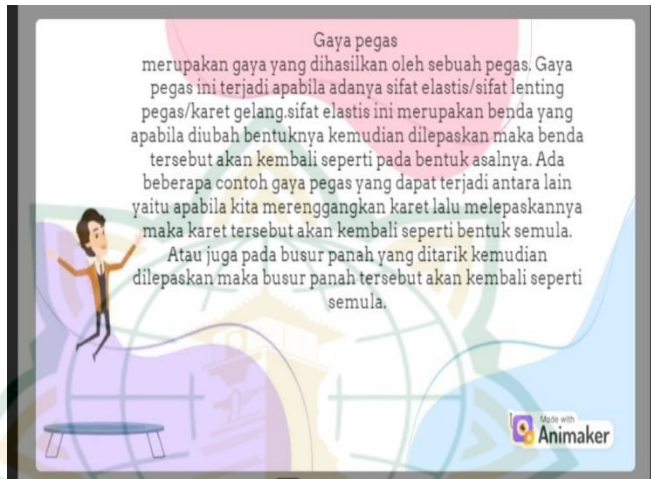 Gaya pegas
merupakan gaya yang dihasilkan oleh sebuah pegas. Gaya
pegas ini terjadi apabila adanya sifat elastis/sifat lenting
pegas/karet gelang.sifat elastis ini merupakan benda yang
apabila diubah bentuknya kemudian dilepaskan maka benda
tersebut akan kembali seperti pada bentuk asalnya. Ada
beberapa contoh gaya pegas yang dapat terjadi antara lain
yaitu apabila kita merenggangkan karet lalu melepaskannya
maka karet tersebut akan kembali seperti bentuk semula.
Atau juga pada busur panah yang ditarik kemudian
dilepaskan maka busur panah tersebut akan kembali seperti
semula.
Made with
Animaker